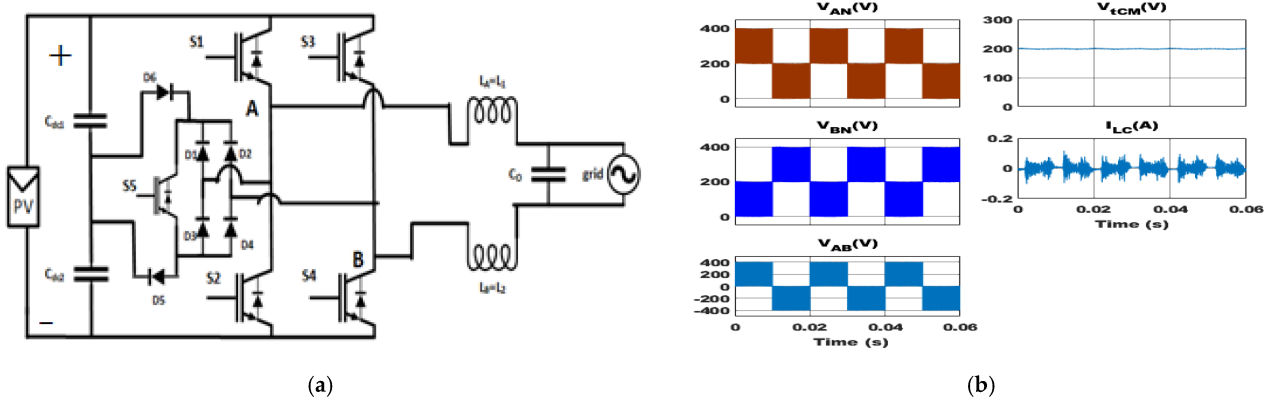 +
S1
S3
D6
C_dc1
A
L_A=L_1
D1
D2
S5
C_O
grid
PV
D3
D4
C_dc2
S2
S4
B
D5
L_B=L_2
−
(a)
V_AN(V)
400
200
0
V_BN(V)
400
200
0
V_AB(V)
400
200
0
-200
-400
0
0.02
0.04
0.06
Time (s)
V_tCM(V)
300
200
100
0
I_LC(A)
0.2
0
-0.2
0
0.02
0.04
0.06
Time (s)
(b)